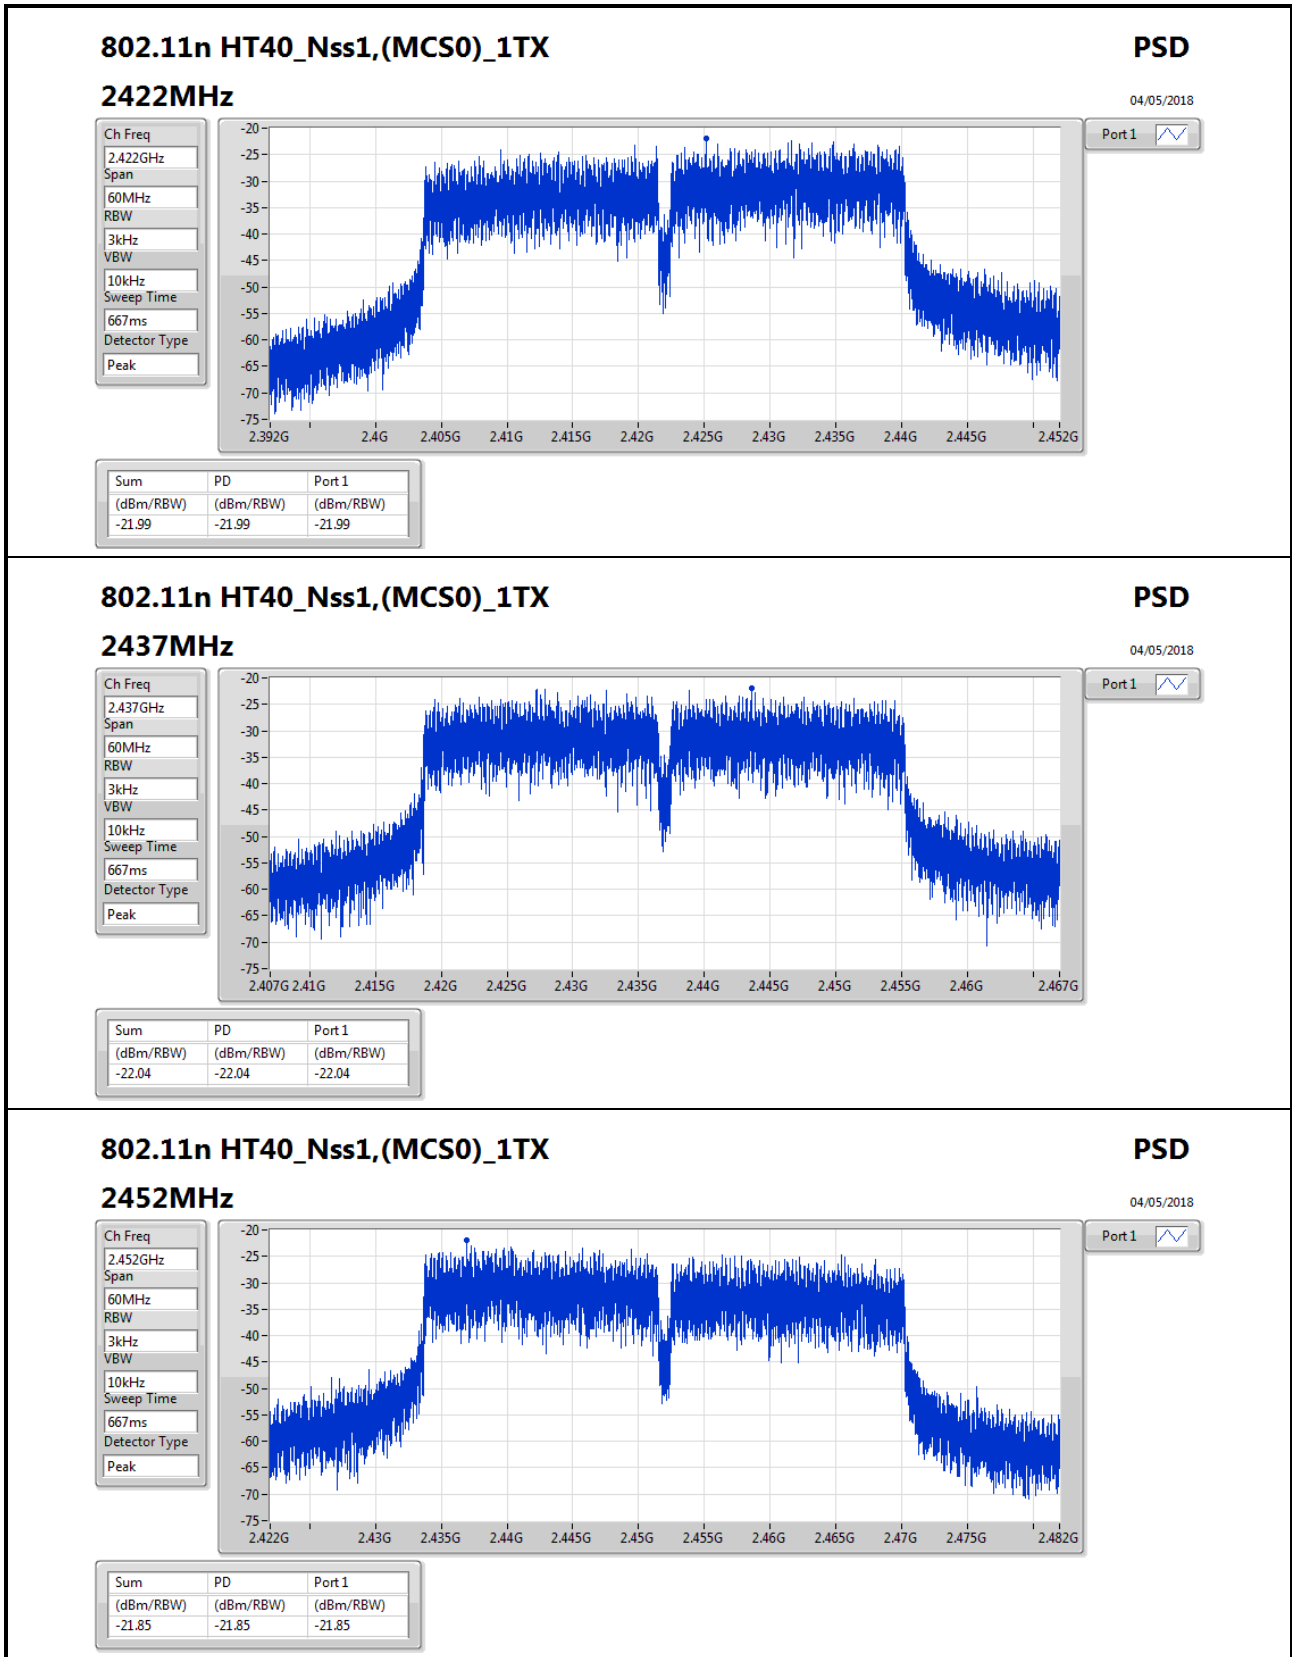 802.11n HT40_Nss1,(MCS0)_1TX PSD
2422MHz 04/05/2018
Ch Freq
2.422GHz
Span
60MHz
RBW
3kHz
VBW
10kHz
Sweep Time
667ms
Detector Type
Peak
-20
-25
-30
-35
-40
-45
-50
-55
-60
-65
-70
-75
2.392G 2.4G 2.405G 2.41G 2.415G 2.42G 2.425G 2.43G 2.435G 2.44G 2.445G 2.452G
Port 1
Sum PD Port 1
(dBm/RBW) (dBm/RBW) (dBm/RBW)
-21.99 -21.99 -21.99
802.11n HT40_Nss1,(MCS0)_1TX PSD
2437MHz 04/05/2018
Ch Freq
2.437GHz
Span
60MHz
RBW
3kHz
VBW
10kHz
Sweep Time
667ms
Detector Type
Peak
-20
-25
-30
-35
-40
-45
-50
-55
-60
-65
-70
-75
2.407G 2.41G 2.415G 2.42G 2.425G 2.43G 2.435G 2.44G 2.445G 2.45G 2.455G 2.46G 2.467G
Port 1
Sum PD Port 1
(dBm/RBW) (dBm/RBW) (dBm/RBW)
-22.04 -22.04 -22.04
802.11n HT40_Nss1,(MCS0)_1TX PSD
2452MHz 04/05/2018
Ch Freq
2.452GHz
Span
60MHz
RBW
3kHz
VBW
10kHz
Sweep Time
667ms
Detector Type
Peak
-20
-25
-30
-35
-40
-45
-50
-55
-60
-65
-70
-75
2.422G 2.43G 2.435G 2.44G 2.445G 2.45G 2.455G 2.46G 2.465G 2.47G 2.475G 2.482G
Port 1
Sum PD Port 1
(dBm/RBW) (dBm/RBW) (dBm/RBW)
-21.85 -21.85 -21.85